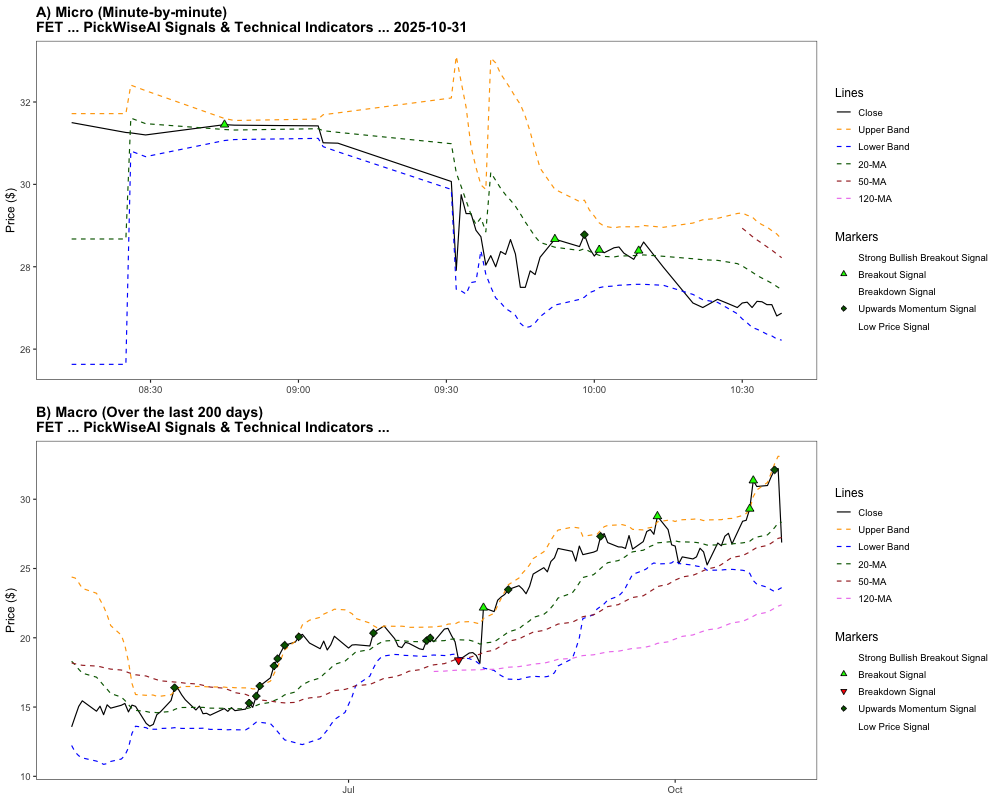 A) Micro (Minute-by-minute)
FET ... PickWiseAI Signals & Technical Indicators ... 2025-10-31
Price ($)
32
30
28
26
08:30
09:00
09:30
10:00
10:30
Lines
Close
Upper Band
Lower Band
20-MA
50-MA
120-MA
Markers
Strong Bullish Breakout Signal
Breakout Signal
Breakdown Signal
Upwards Momentum Signal
Low Price Signal
B) Macro (Over the last 200 days)
FET ... PickWiseAI Signals & Technical Indicators ...
Price ($)
30
25
20
15
10
Jul
Oct
Lines
Close
Upper Band
Lower Band
20-MA
50-MA
120-MA
Markers
Strong Bullish Breakout Signal
Breakout Signal
Breakdown Signal
Upwards Momentum Signal
Low Price Signal